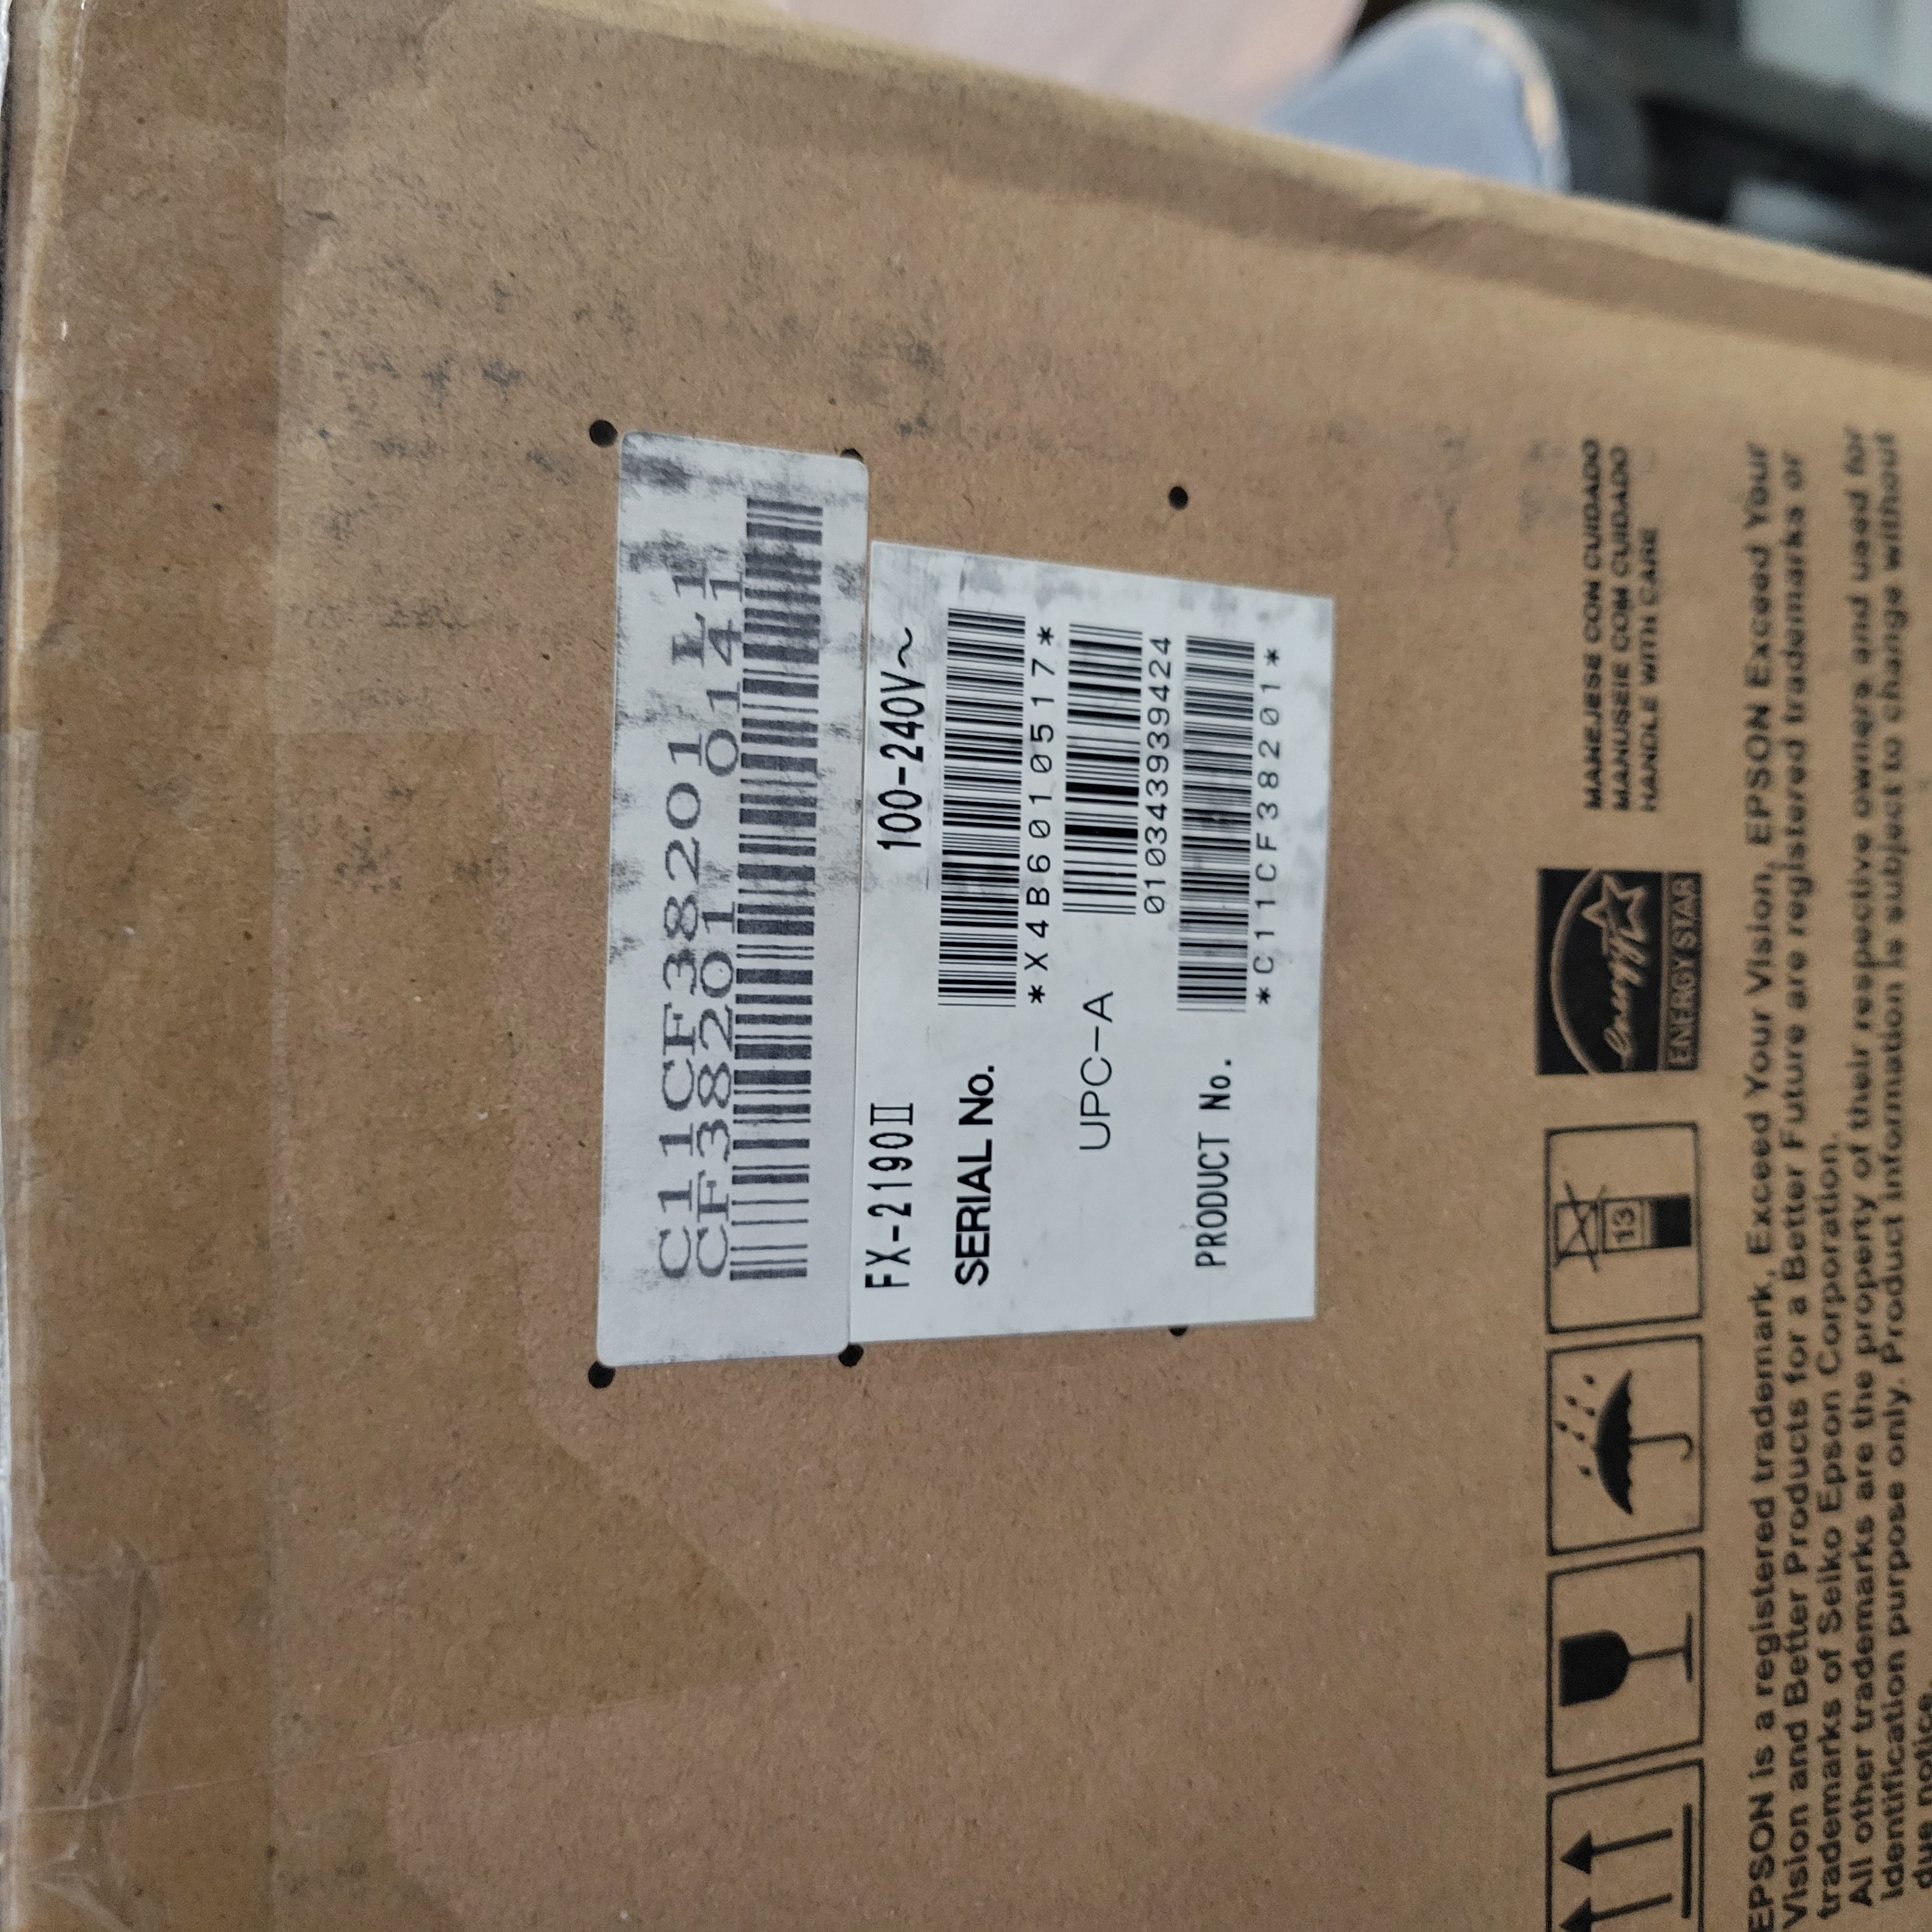 C11CF38201 L1
CF38201 0141
FX-2190II 100-240V~
SERIAL No.
*X4B6010517*
UPC-A
010343939424
PRODUCT No.
*C11CF38201*
13
energy
ENERGY STAR
MANEJESE CON CUIDADO
MANUSEIE COM CUIDADO
HANDLE WITH CARE
EPSON is a registered trademark, Exceed Your Vision, EPSON Exceed Your
Vision and Better Products for a Better Future are registered trademarks or
trademarks of Seiko Epson Corporation.
All other trademarks are the property of their respective owners and used for
identification purpose only. Product information is subject to change without
due notice.